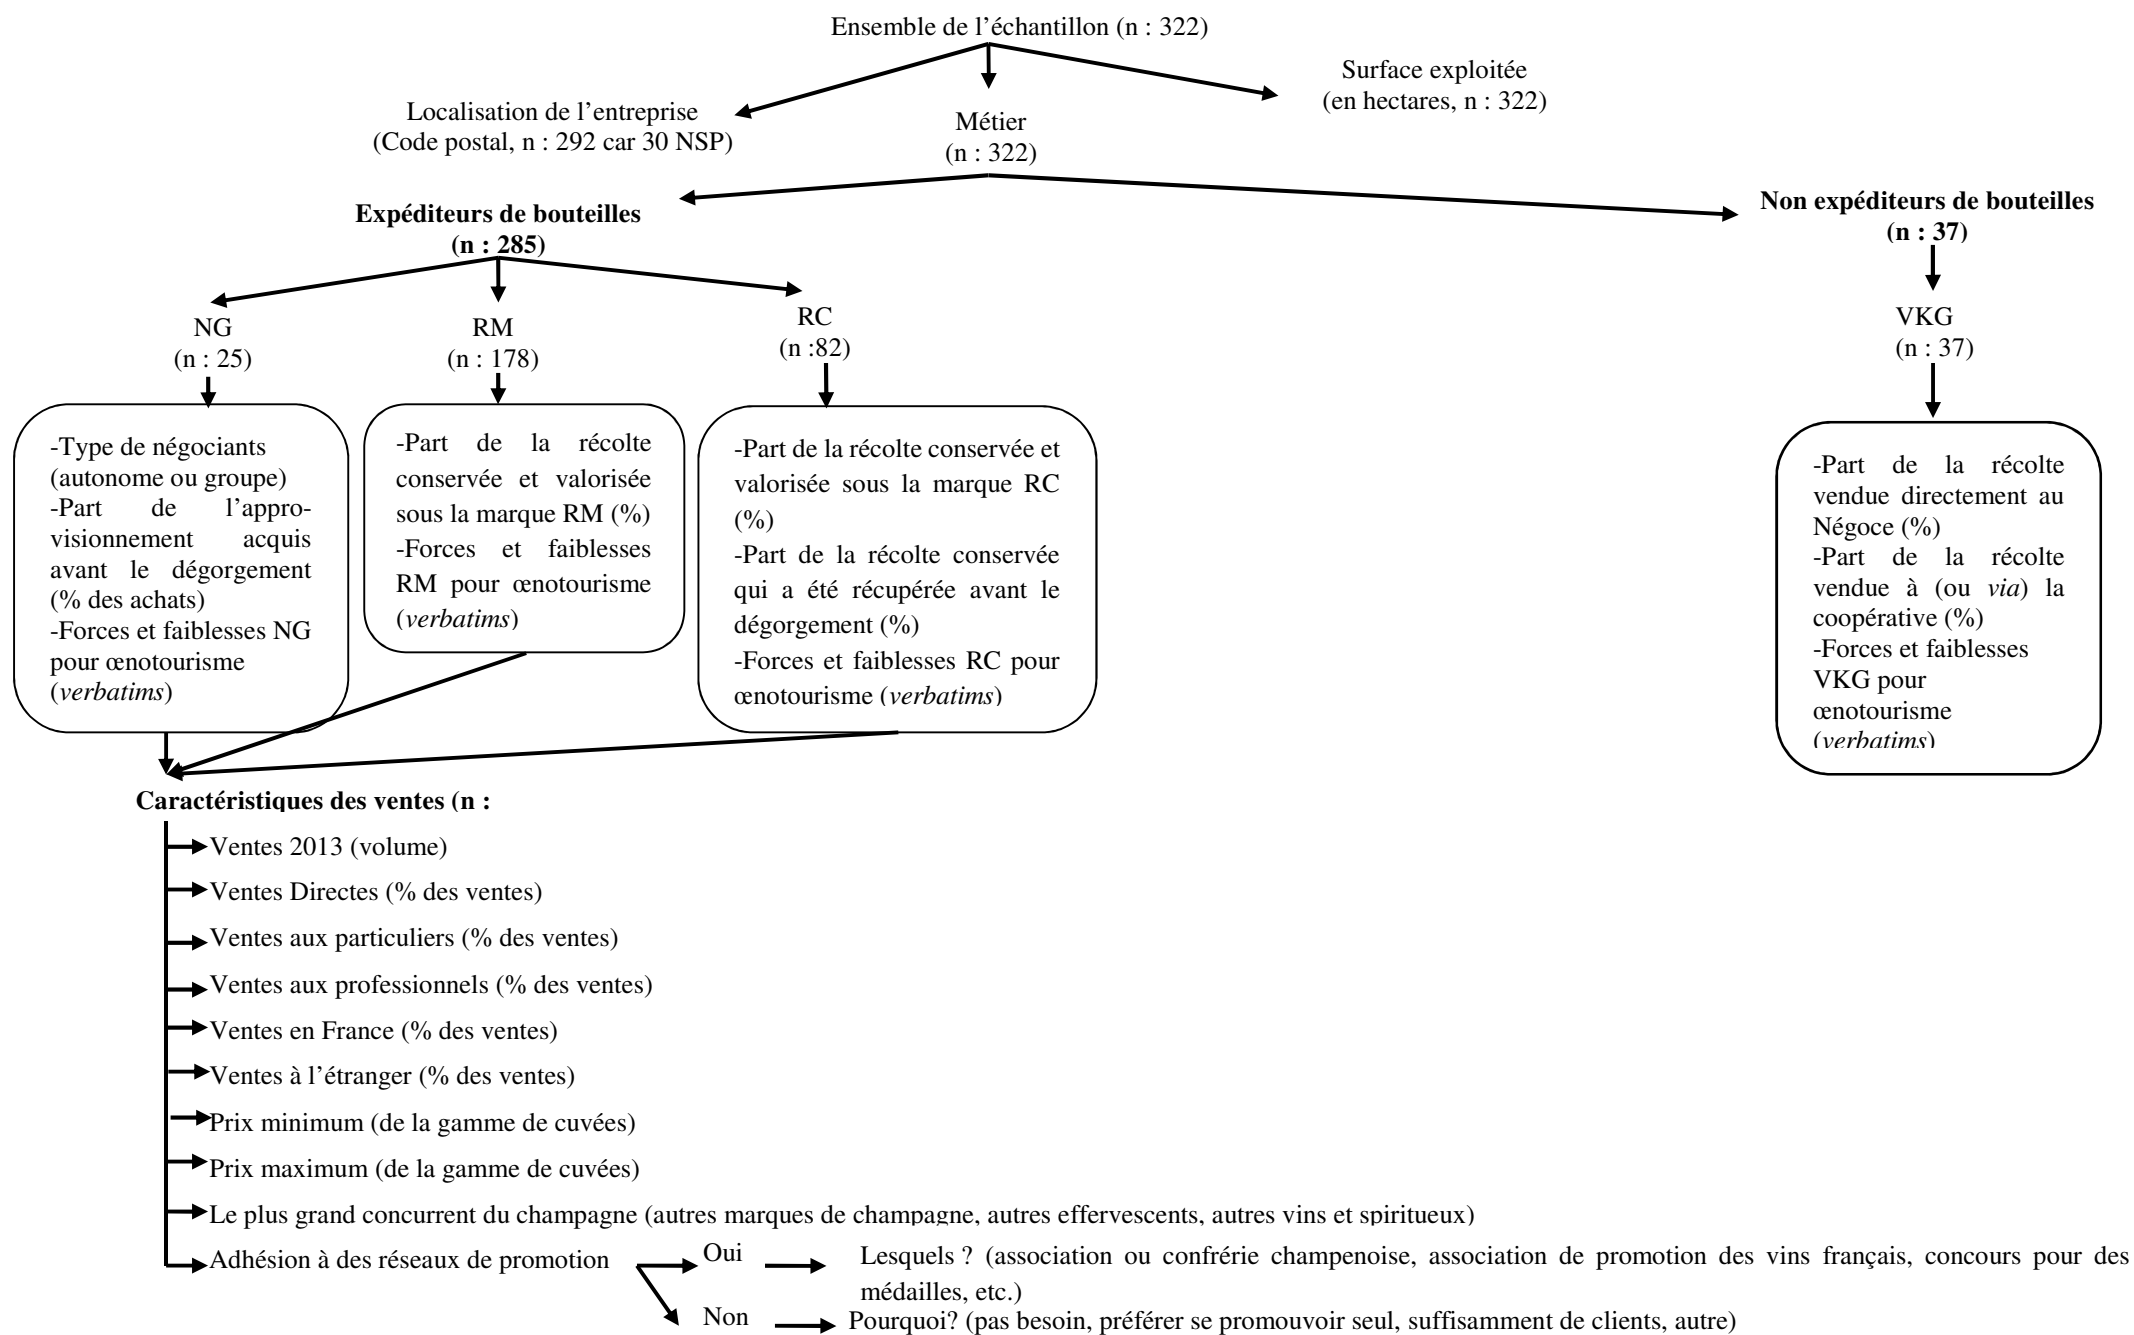 Ensemble de l'échantillon (n : 322)
Surface exploitée
(en hectares, n : 322)
Localisation de l'entreprise
(Code postal, n : 292 car 30 NSP)
Métier
(n : 322)
Expéditeurs de bouteilles
(n : 285)
Non expéditeurs de bouteilles
(n : 37)
NG
(n : 25)
RM
(n : 178)
RC
(n :82)
VKG
(n : 37)
-Type de négociants
(autonome ou groupe)
-Part de l'appro-
visionnement acquis
avant le dégorgement
(% des achats)
-Forces et faiblesses NG
pour œnotourisme
(verbatims)
-Part de la récolte
conservée et valorisée
sous la marque RM (%)
-Forces et faiblesses
RM pour œnotourisme
(verbatims)
-Part de la récolte conservée et
valorisée sous la marque RC
(%)
-Part de la récolte conservée
qui a été récupérée avant le
dégorgement (%)
-Forces et faiblesses RC pour
œnotourisme (verbatims)
-Part de la récolte
vendue directement au
Négoce (%)
-Part de la récolte
vendue à (ou via) la
coopérative (%)
-Forces et faiblesses
VKG pour
œnotourisme
(verbatims)
Caractéristiques des ventes (n :
Ventes 2013 (volume)
Ventes Directes (% des ventes)
Ventes aux particuliers (% des ventes)
Ventes aux professionnels (% des ventes)
Ventes en France (% des ventes)
Ventes à l'étranger (% des ventes)
Prix minimum (de la gamme de cuvées)
Prix maximum (de la gamme de cuvées)
Le plus grand concurrent du champagne (autres marques de champagne, autres effervescents, autres vins et spiritueux)
Adhésion à des réseaux de promotion
Oui
Lesquels ? (association ou confrérie champenoise, association de promotion des vins français, concours pour des
médailles, etc.)
Non
Pourquoi? (pas besoin, préférer se promouvoir seul, suffisamment de clients, autre)